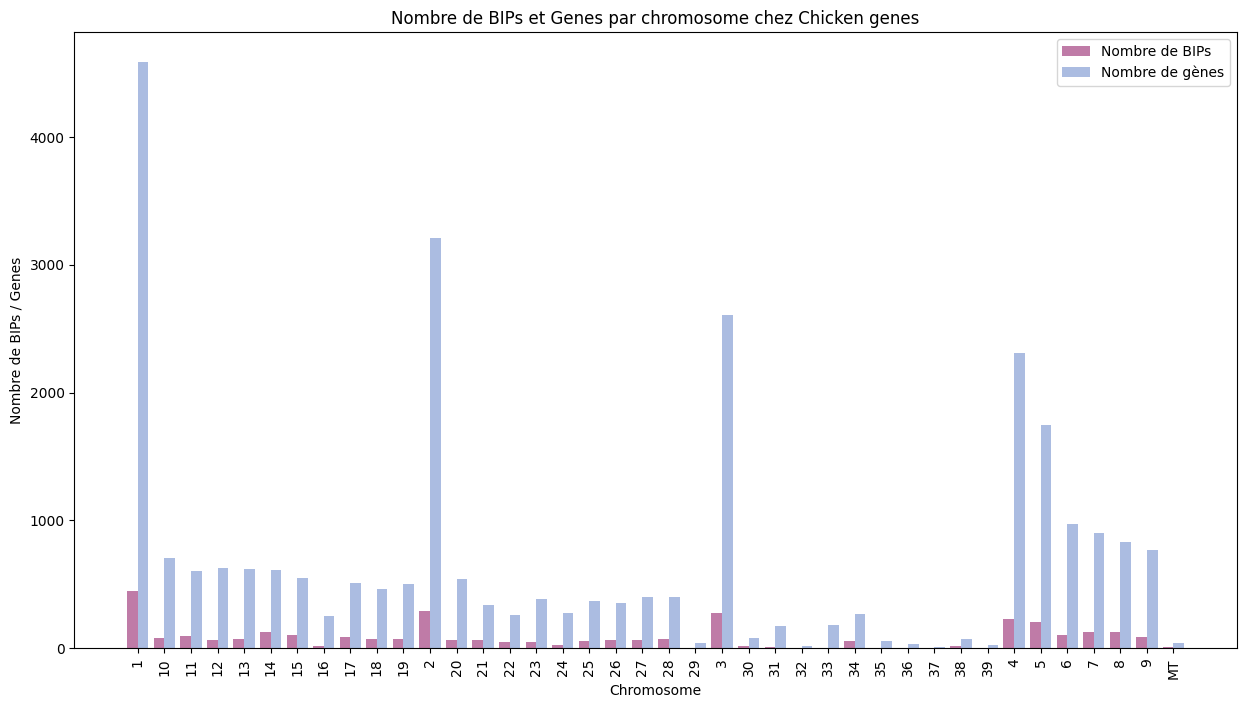 Nombre de BIPs et Genes par chromosome chez Chicken genes
Nombre de BIPs
Nombre de gènes
Nombre de BIPs / Genes
4000
3000
2000
1000
0
1 10 11 12 13 14 15 16 17 18 19 2 20 21 22 23 24 25 26 27 28 29 3 30 31 32 33 34 35 36 37 38 39 4 5 6 7 8 9 MT
Chromosome